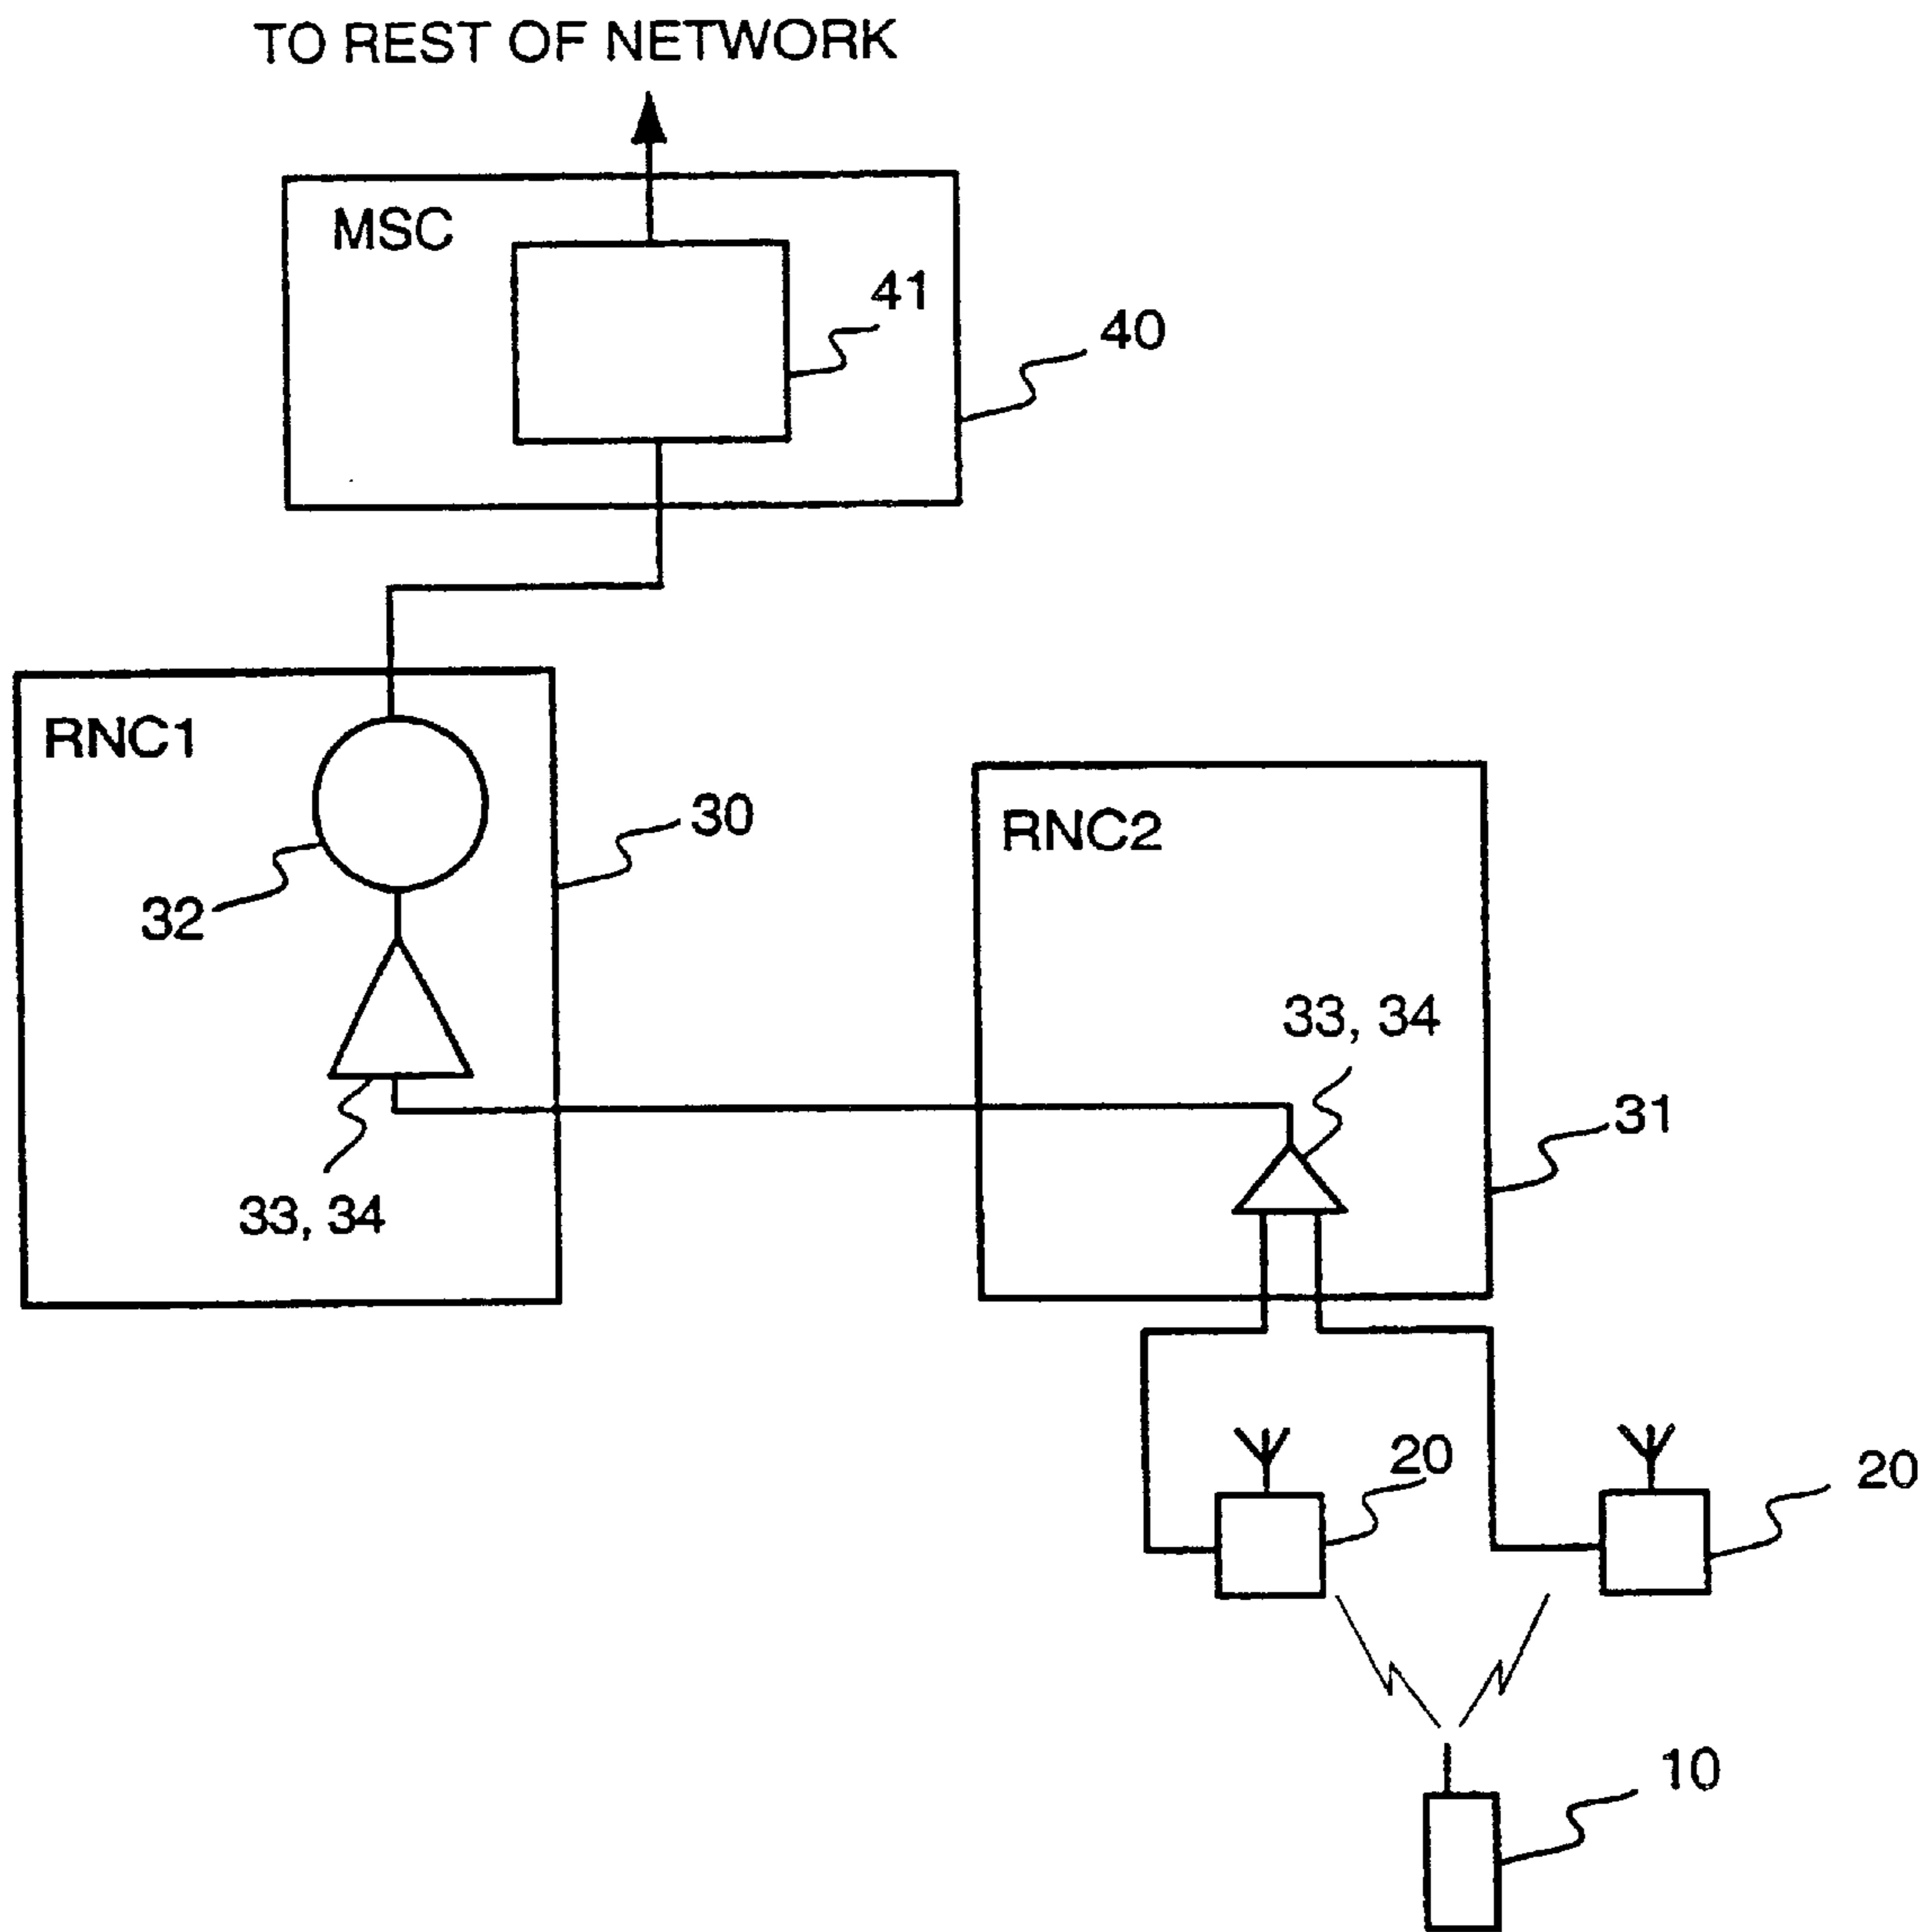 TO REST OF NETWORK
MSC
41
40
RNC1
30
32
RNC2
33, 34
31
33, 34
20
20
10